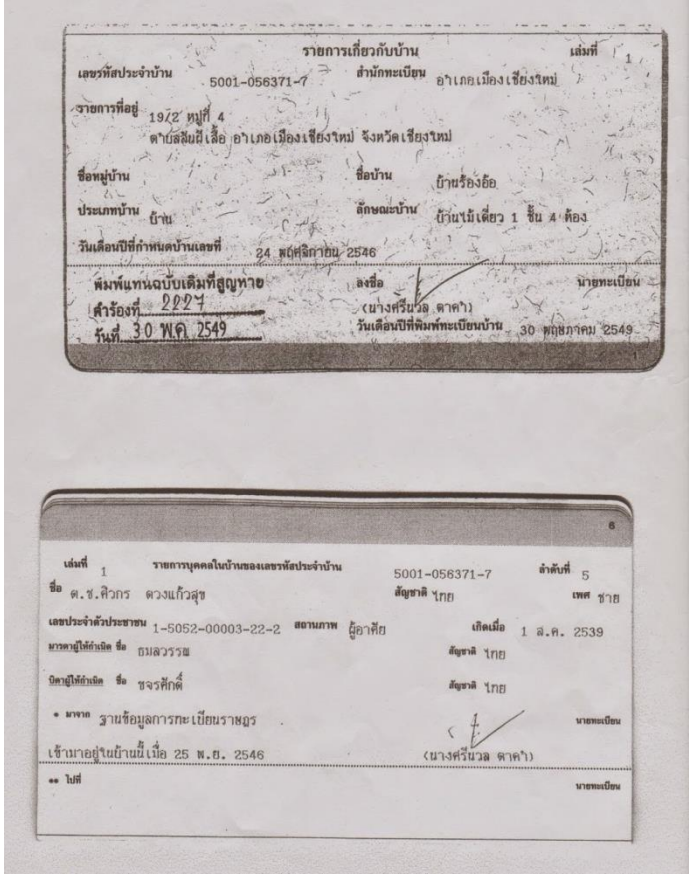 รายการเกี่ยวกับบ้าน เล่มที่ 1
เลขรหัสประจำบ้าน 5001-056371-7 สำนักทะเบียน อำเภอเมืองเชียงใหม่
รายการที่อยู่ 19/2 หมู่ที่ 4
ตำบลสันผีเสื้อ อำเภอเมืองเชียงใหม่ จังหวัดเชียงใหม่
ชื่อหมู่บ้าน ชื่อบ้าน บ้านร้องอ้อ
ประเภทบ้าน บ้าน ลักษณะบ้าน บ้านไม้เดี่ยว 1 ชั้น 4 ห้อง
วันเดือนปีที่กำหนดบ้านเลขที่ 24 พฤศจิกายน 2546
พิมพ์แทนฉบับเดิมที่สูญหาย ลงชื่อ นายทะเบียน
คำร้องที่ 2227 (นางศรีนวล ตาคำ)
วันที่ 30 พ.ค. 2549 วันเดือนปีที่พิมพ์ทะเบียนบ้าน 30 พฤษภาคม 2549
1
6
เล่มที่ 1 รายการบุคคลในบ้านของเลขรหัสประจำบ้าน 5001-056371-7 ลำดับที่ 5
ชื่อ ด.ช.ศิวกร ดวงแก้วสุข สัญชาติ ไทย เพศ ชาย
เลขประจำตัวประชาชน 1-5052-00003-22-2 สถานภาพ ผู้อาศัย เกิดเมื่อ 1 ส.ค. 2539
มารดาผู้ให้กำเนิด ชื่อ ธมลวรรณ สัญชาติ ไทย
บิดาผู้ให้กำเนิด ชื่อ ขจรศักดิ์ สัญชาติ ไทย
* มาจาก ฐานข้อมูลการทะเบียนราษฎร นายทะเบียน
เข้ามาอยู่ในบ้านนี้เมื่อ 25 พ.ย. 2546 (นางศรีนวล ตาคำ)
** ไปที่ นายทะเบียน